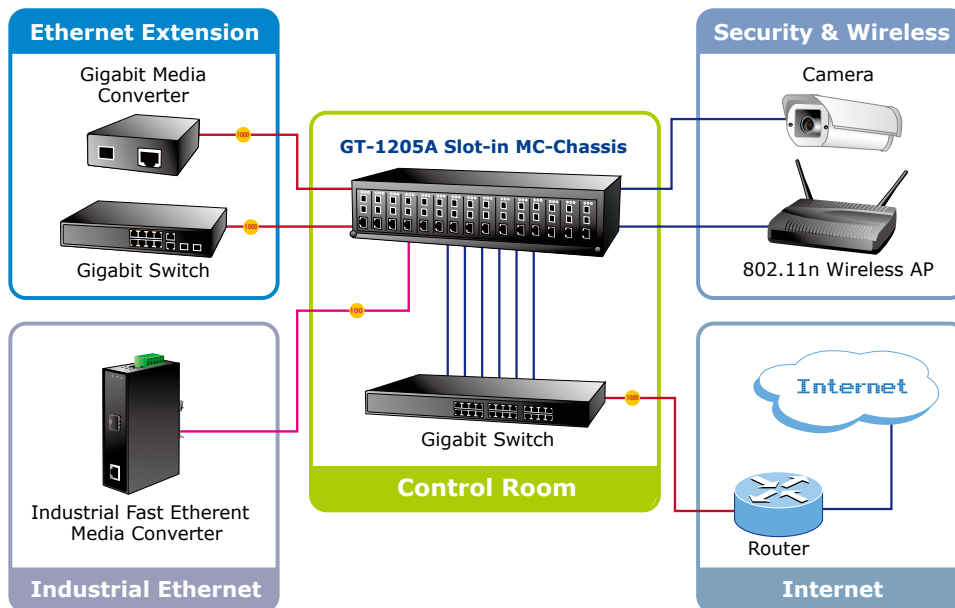 Ethernet Extension
Gigabit Media
Converter
1000
1000
Gigabit Switch
Security & Wireless
Camera
802.11n Wireless AP
GT-1205A Slot-in MC-Chassis
100
Gigabit Switch
1000
Control Room
Industrial Fast Etherent
Media Converter
Industrial Ethernet
Internet
Router
Internet